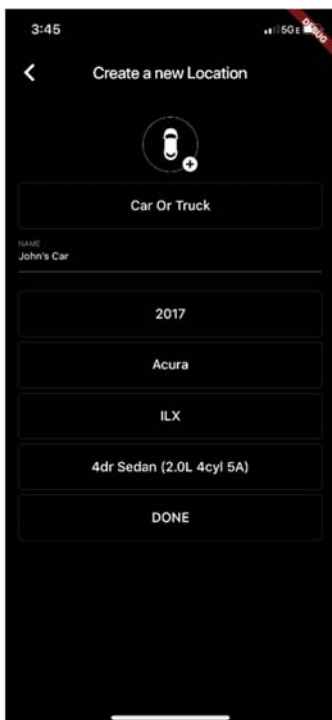 3:45
5GE
DEBUG
Create a new Location
Car Or Truck
NAME
John's Car
2017
Acura
ILX
4dr Sedan (2.0L 4cyl 5A)
DONE